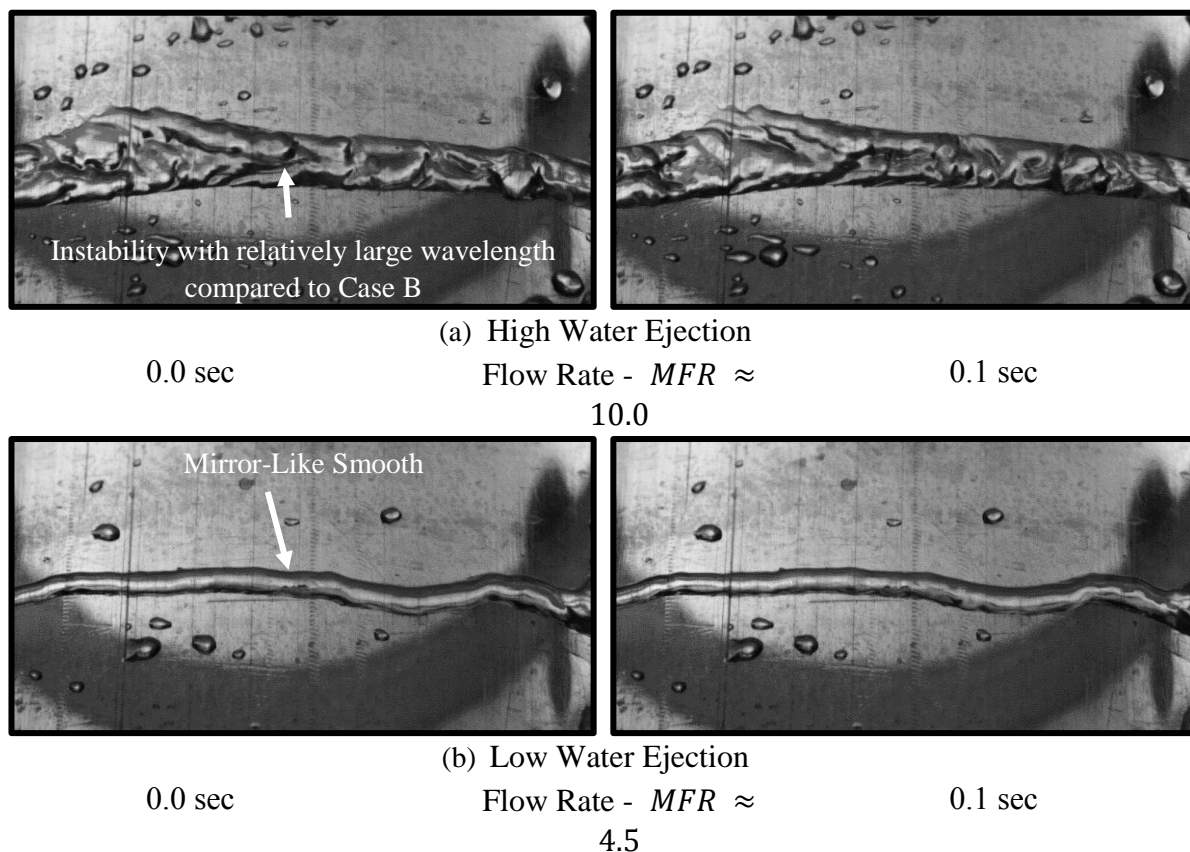 Instability with relatively large wavelength
compared to Case B
(a) High Water Ejection
0.0 sec
Flow Rate - MFR ≈
10.0
0.1 sec
Mirror-Like Smooth
(b) Low Water Ejection
0.0 sec
Flow Rate - MFR ≈
4.5
0.1 sec